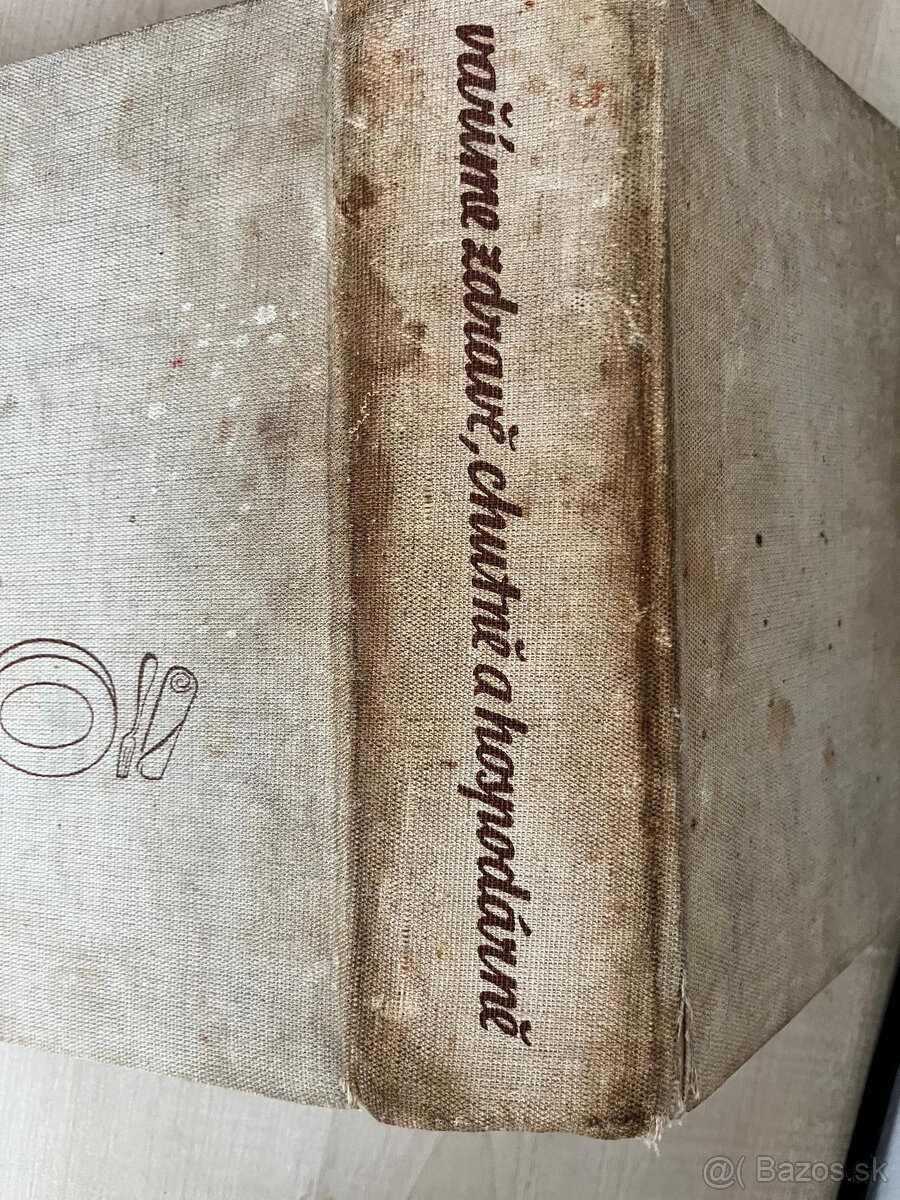 vaříme zdravě, chutně a hospodárně
@( Bazos.sk